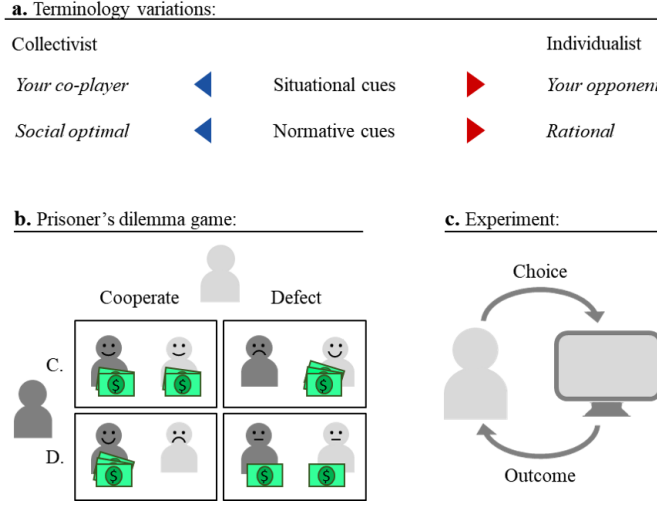 a. Terminology variations:
Collectivist Individualist
Your co-player Situational cues Your opponent
Social optimal Normative cues Rational
b. Prisoner's dilemma game:
c. Experiment:
Cooperate Defect
Choice
C.
$ $ $
D.
$ $ $
Outcome